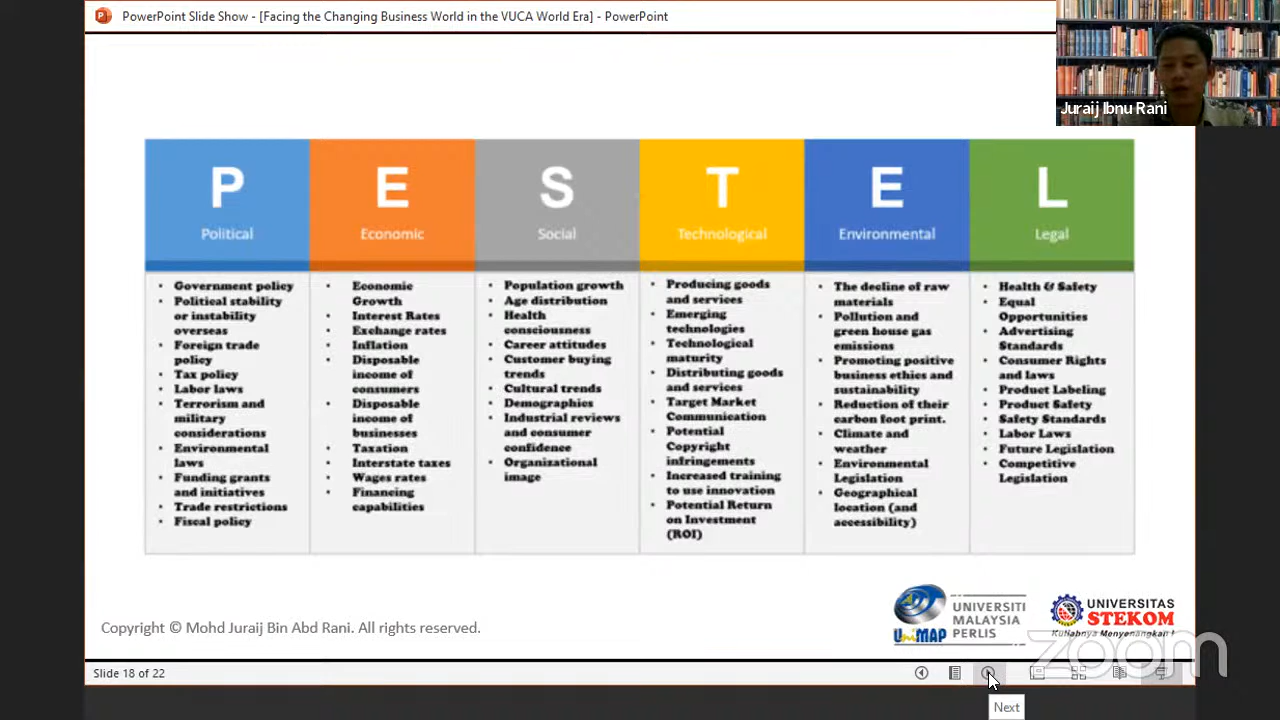 PowerPoint Slide Show - [Facing the Changing Business World in the VUCA World Era] - PowerPoint
Juraij Ibnu Rani
P
Political
E
Economic
S
Social
T
Technological
E
Environmental
L
Legal
• Government policy
• Political stability
or instability
overseas
• Foreign trade
policy
• Tax policy
• Labor laws
• Terrorism and
military
considerations
• Environmental
laws
• Funding grants
and initiatives
• Trade restrictions
• Fiscal policy
• Economic
Growth
• Interest Rates
• Exchange rates
• Inflation
• Disposable
income of
consumers
• Disposable
income of
businesses
• Taxation
• Interstate taxes
• Wages rates
• Financing
capabilities
• Population growth
• Age distribution
• Health
consciousness
• Career attitudes
• Customer buying
trends
• Cultural trends
• Demographics
• Industrial reviews
and consumer
confidence
• Organizational
image
• Producing goods
and services
• Emerging
technologies
• Technological
maturity
• Distributing goods
and services
• Target Market
Communication
• Potential
Copyright
infringements
• Increased training
to use innovation
• Potential Return
on Investment
(ROI)
• The decline of raw
materials
• Pollution and
green house gas
emissions
• Promoting positive
business ethics and
sustainability
• Reduction of their
carbon foot print.
• Climate and
weather
• Environmental
Legislation
• Geographical
location (and
accessibility)
• Health & Safety
• Equal
Opportunities
• Advertising
Standards
• Consumer Rights
and laws
• Product Labeling
• Product Safety
• Safety Standards
• Labor Laws
• Future Legislation
• Competitive
Legislation
Copyright © Mohd Juraij Bin Abd Rani. All rights reserved.
UniMAP
UNIVERSITI
MALAYSIA
PERLIS
UNIVERSITAS
STEKOM
Kuliahnya Menyenangkan !
zoom
Slide 18 of 22
Next